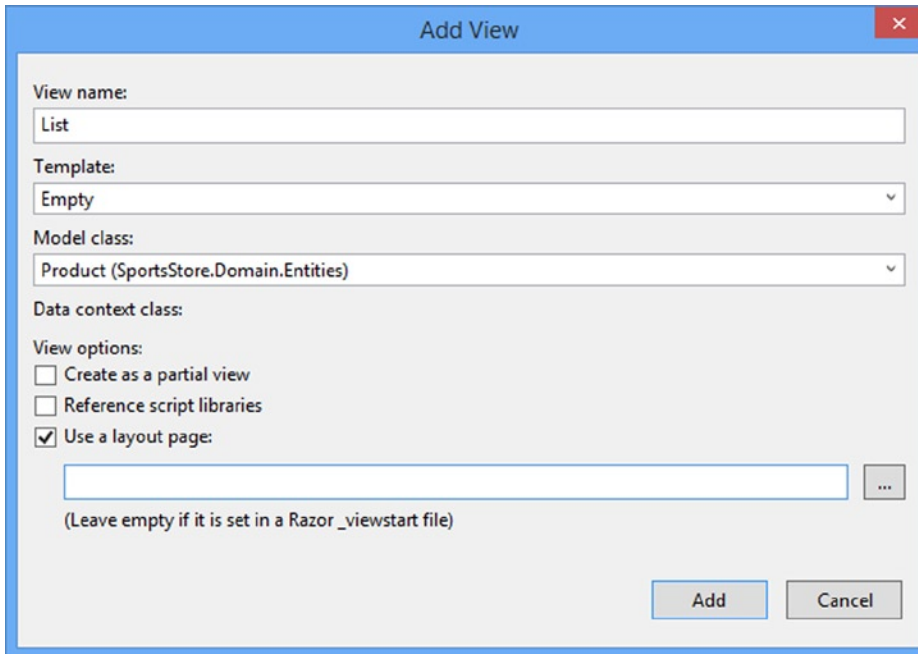 Add View
View name:
List
Template:
Empty
Model class:
Product (SportsStore.Domain.Entities)
Data context class:
View options:
Create as a partial view
Reference script libraries
Use a layout page:
...
(Leave empty if it is set in a Razor _viewstart file)
Add
Cancel